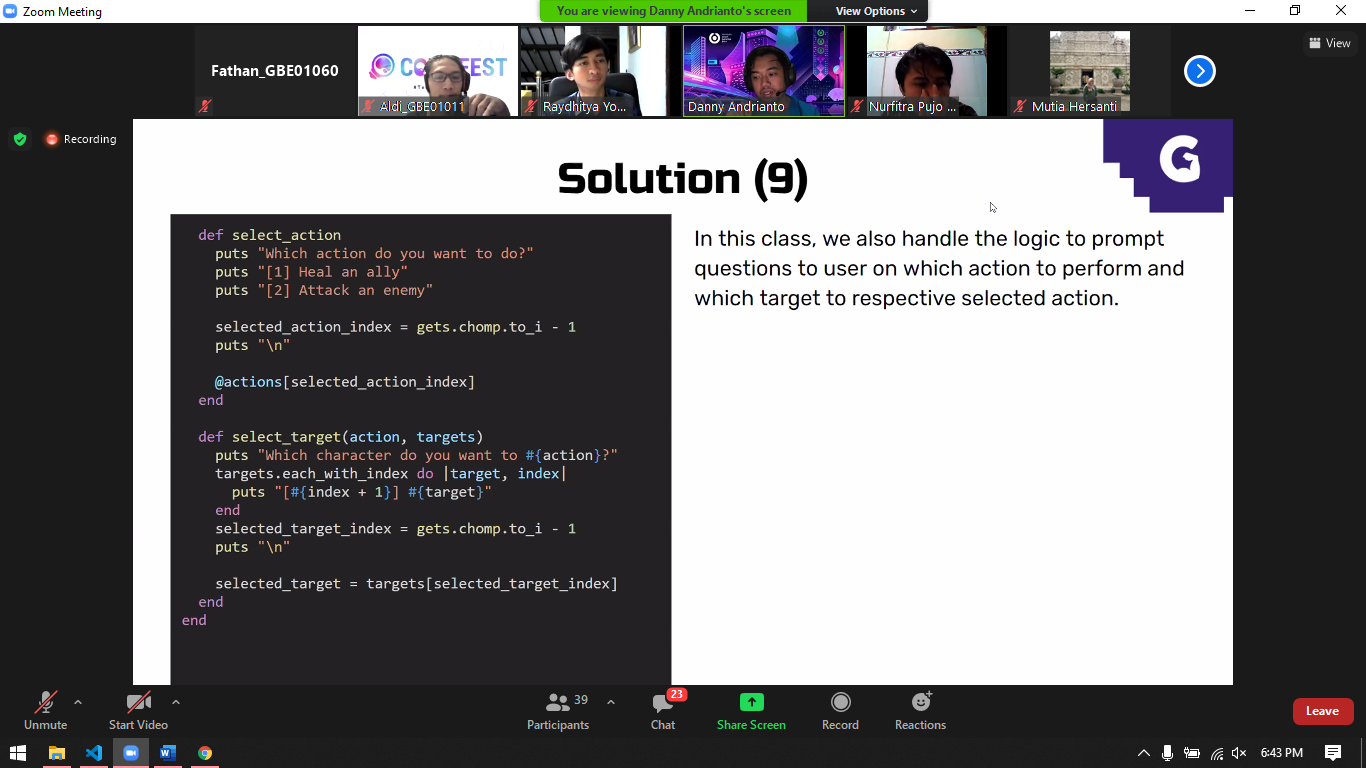 Zoom Meeting
You are viewing Danny Andrianto's screen
View Options
Fathan_GBE01060
Aldi_GBE01011
Raydhitya Yo...
Danny Andrianto
Nurfitra Pujo ...
Mutia Hersanti
View
Recording
G
Solution (9)
def select_action
puts "Which action do you want to do?"
puts "[1] Heal an ally"
puts "[2] Attack an enemy"
selected_action_index = gets.chomp.to_i - 1
puts "\n"
@actions[selected_action_index]
end
def select_target(action, targets)
puts "Which character do you want to #{action}?"
targets.each_with_index do |target, index|
puts "[#{index + 1}] #{target}"
end
selected_target_index = gets.chomp.to_i - 1
puts "\n"
selected_target = targets[selected_target_index]
end
end
In this class, we also handle the logic to prompt
questions to user on which action to perform and
which target to respective selected action.
Unmute
Start Video
39
Participants
23
Chat
Share Screen
Record
Reactions
Leave
6:43 PM